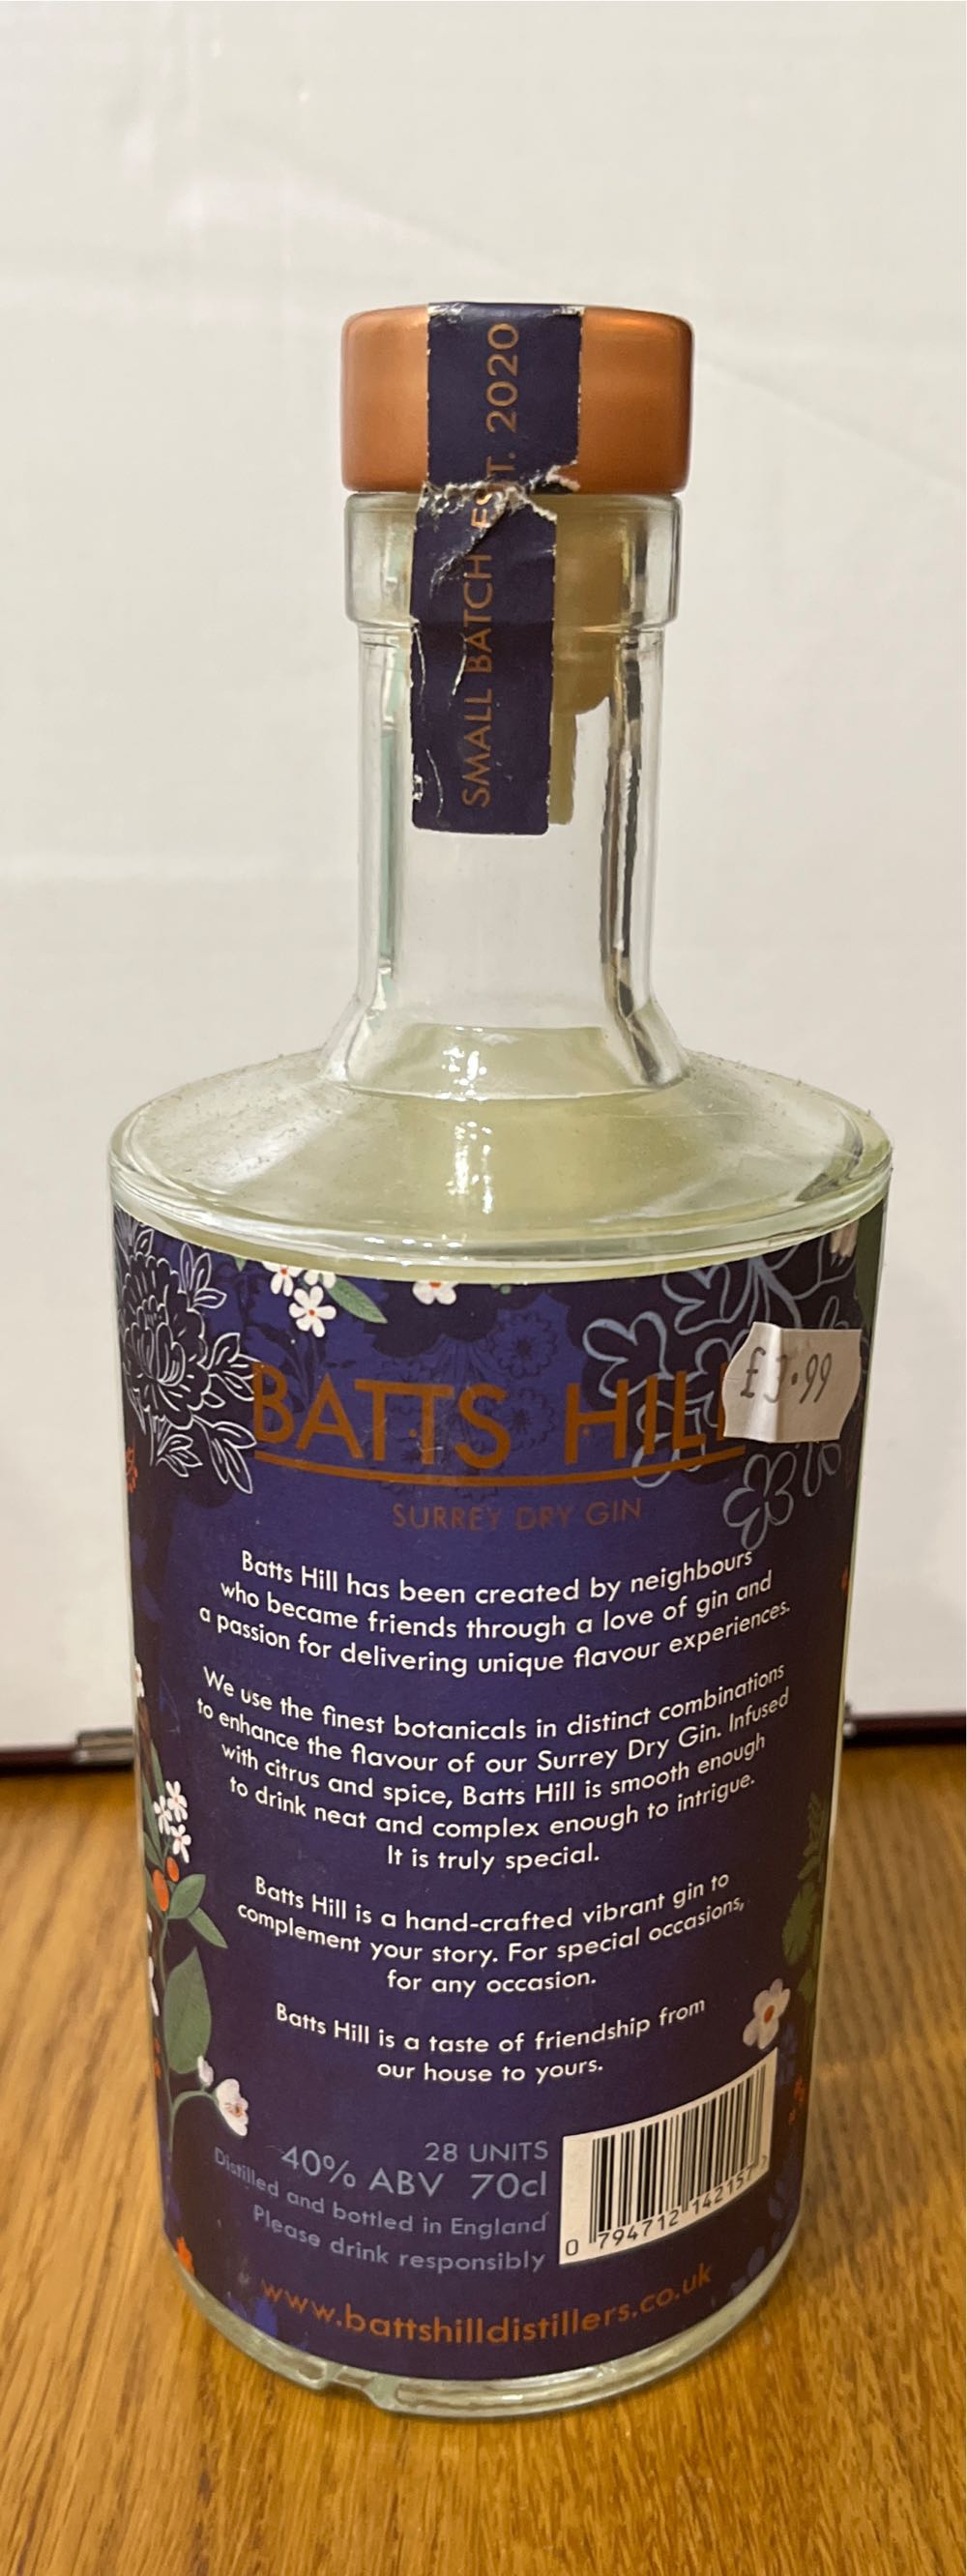 SMALL BATCH EST. 2020
BATTS HILL
£3.99
SURREY DRY GIN
Batts Hill has been created by neighbours
who became friends through a love of gin and
a passion for delivering unique flavour experiences.
We use the finest botanicals in distinct combinations
to enhance the flavour of our Surrey Dry Gin. Infused
with citrus and spice, Batts Hill is smooth enough
to drink neat and complex enough to intrigue.
It is truly special.
Batts Hill is a hand-crafted vibrant gin to
complement your story. For special occasions,
for any occasion.
Batts Hill is a taste of friendship from
our house to yours.
28 UNITS
40% ABV 70cl
Distilled and bottled in England
Please drink responsibly
www.battshilldistillers.co.uk